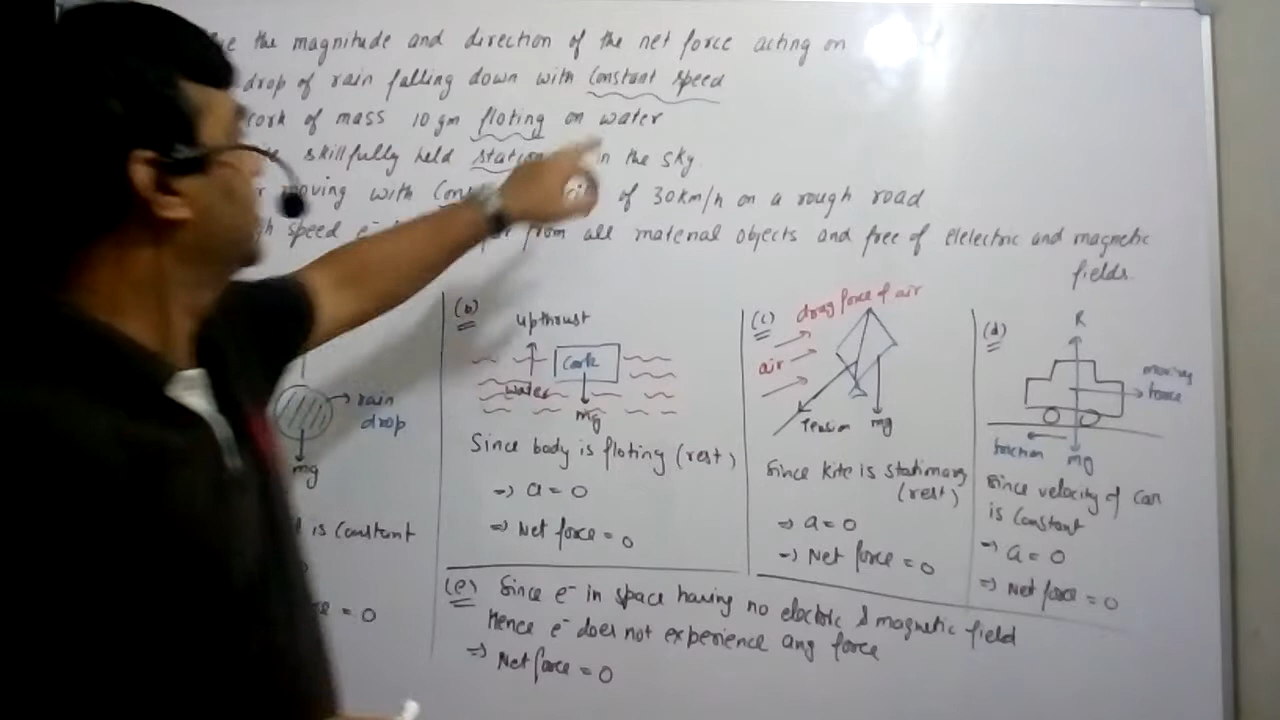 the magnitude and direction of the net force acting on
drop of rain falling down with Constant speed
cork of mass 10 gm floting on water
skillfully held in the sky.
moving with of 30 km/h on a rough road
speed e- from all material objects and free of elelectric and magnetic
fields.
rain
drop
mg
is constant
= 0
(b)
upthrust
Cork
water
mg
Since body is floting (rest)
=> a = 0
=> Net force = 0
(c)
drag force of air
air
Tension
mg
Since kite is stationary
(rest)
=> a = 0
=> Net force = 0
(d)
R
moving
force
friction
mg
Since velocity of Car
is Constant
=> a = 0
=> Net force = 0
(e) Since e- in space having no electric & magnetic field
Hence e- does not experience any force
=> Net force = 0